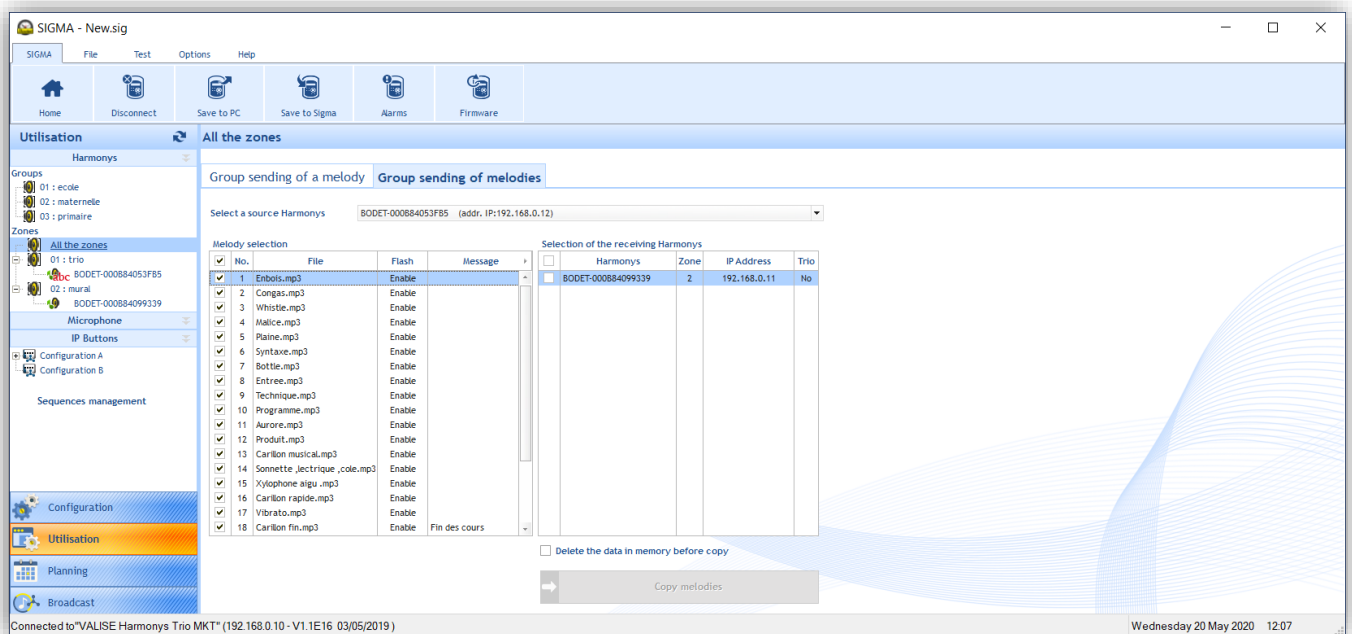 SIGMA - New.sig
SIGMA File Test Options Help
Home Disconnect Save to PC Save to Sigma Alarms Firmware
Utilisation
Harmonys
Groups
01 : ecole
02 : maternelle
03 : primaire
Zones
All the zones
01 : trio
abc BODET-000B84053FB5
02 : mural
BODET-000B84099339
Microphone
IP Buttons
Configuration A
Configuration B
Sequences management
Configuration
Utilisation
Planning
Broadcast
All the zones
Group sending of a melody Group sending of melodies
Select a source Harmonys BODET-000B84053FB5 (addr. IP:192.168.0.12)
Melody selection
No. File Flash Message
1 Enbois.mp3 Enable
2 Congas.mp3 Enable
3 Whistle.mp3 Enable
4 Malice.mp3 Enable
5 Plaine.mp3 Enable
6 Syntaxe.mp3 Enable
7 Bottle.mp3 Enable
8 Entree.mp3 Enable
9 Technique.mp3 Enable
10 Programme.mp3 Enable
11 Aurore.mp3 Enable
12 Produit.mp3 Enable
13 Carillon musical.mp3 Enable
14 Sonnette ,lectrique ,cole.mp3 Enable
15 Xylophone aigu .mp3 Enable
16 Carillon rapide.mp3 Enable
17 Vibrato.mp3 Enable
18 Carillon fin.mp3 Enable Fin des cours
Selection of the receiving Harmonys
Harmonys Zone IP Address Trio
BODET-000B84099339 2 192.168.0.11 No
Delete the data in memory before copy
Copy melodies
Connected to"VALISE Harmonys Trio MKT" (192.168.0.10 - V1.1E16 03/05/2019 )
Wednesday 20 May 2020 12:07